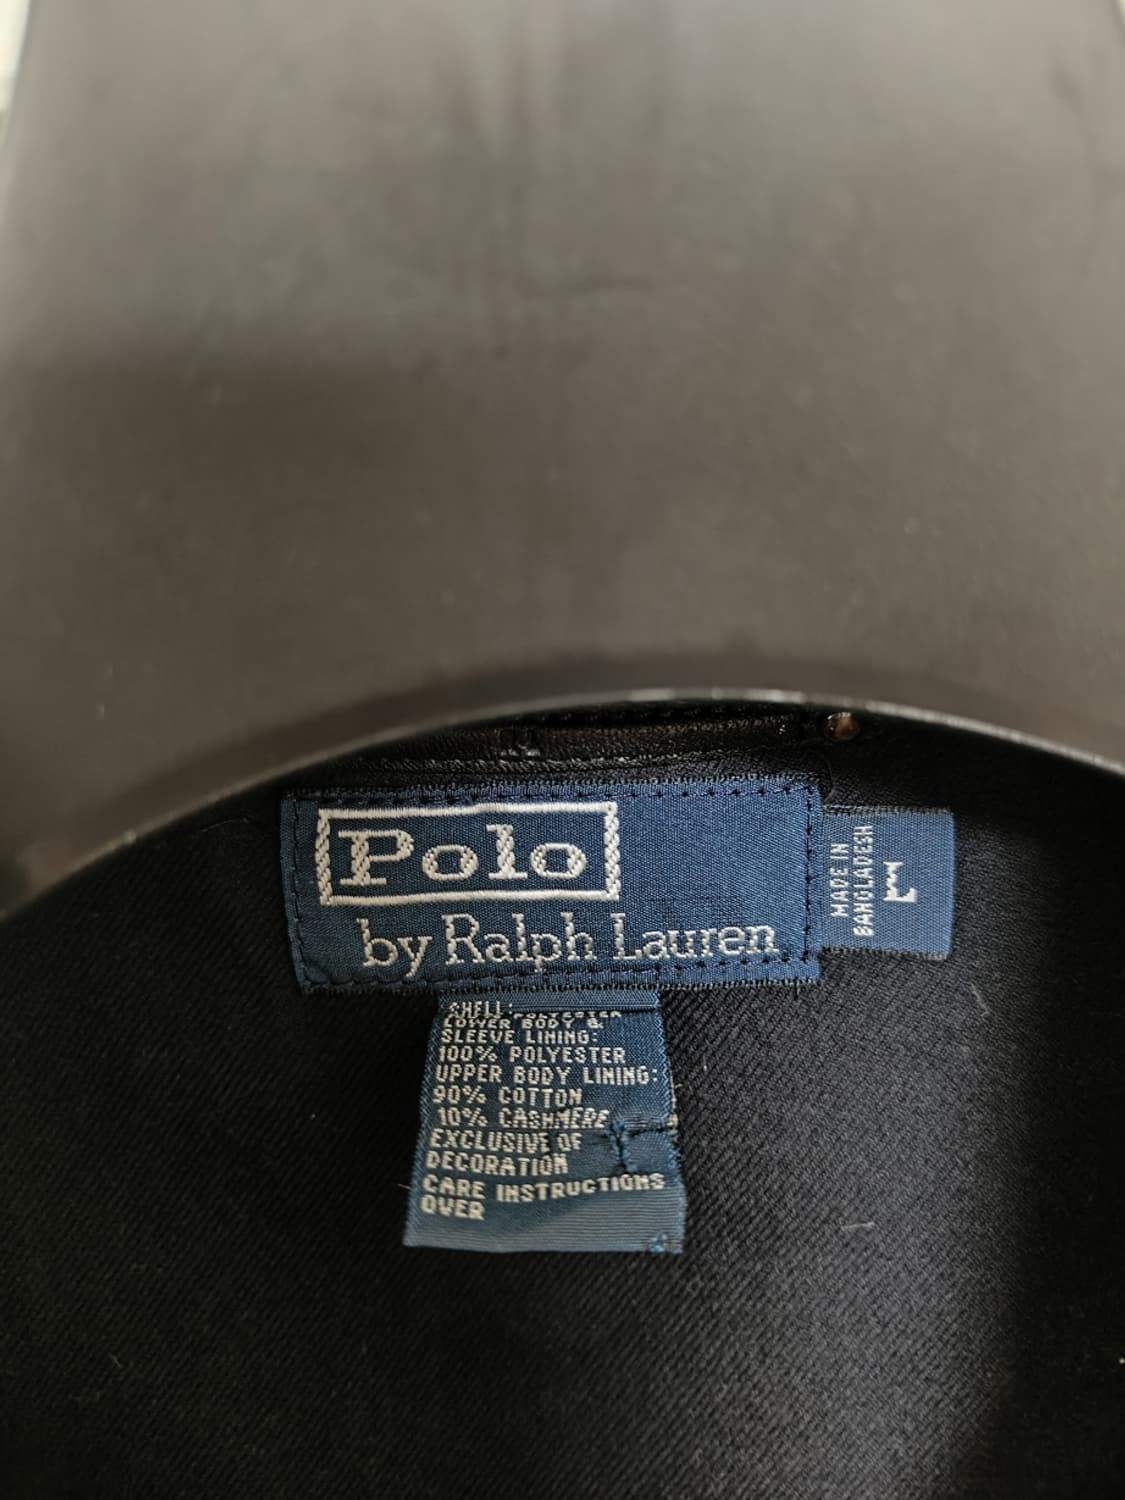 Polo
by Ralph Lauren
MADE IN
BANGLADESH
L
SHELL:
LOWER BODY &
SLEEVE LINING:
100% POLYESTER
UPPER BODY LINING:
90% COTTON
10% CASHMERE
EXCLUSIVE OF
DECORATION
CARE INSTRUCTIONS
OVER